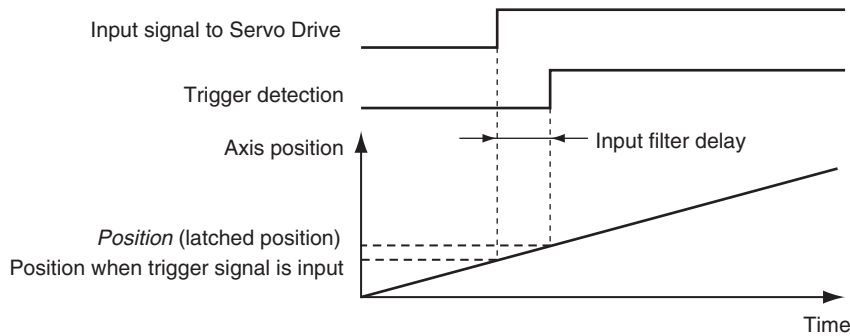 Input signal to Servo Drive
Trigger detection
Input filter delay
Axis position
Position (latched position)
Position when trigger signal is input
Time